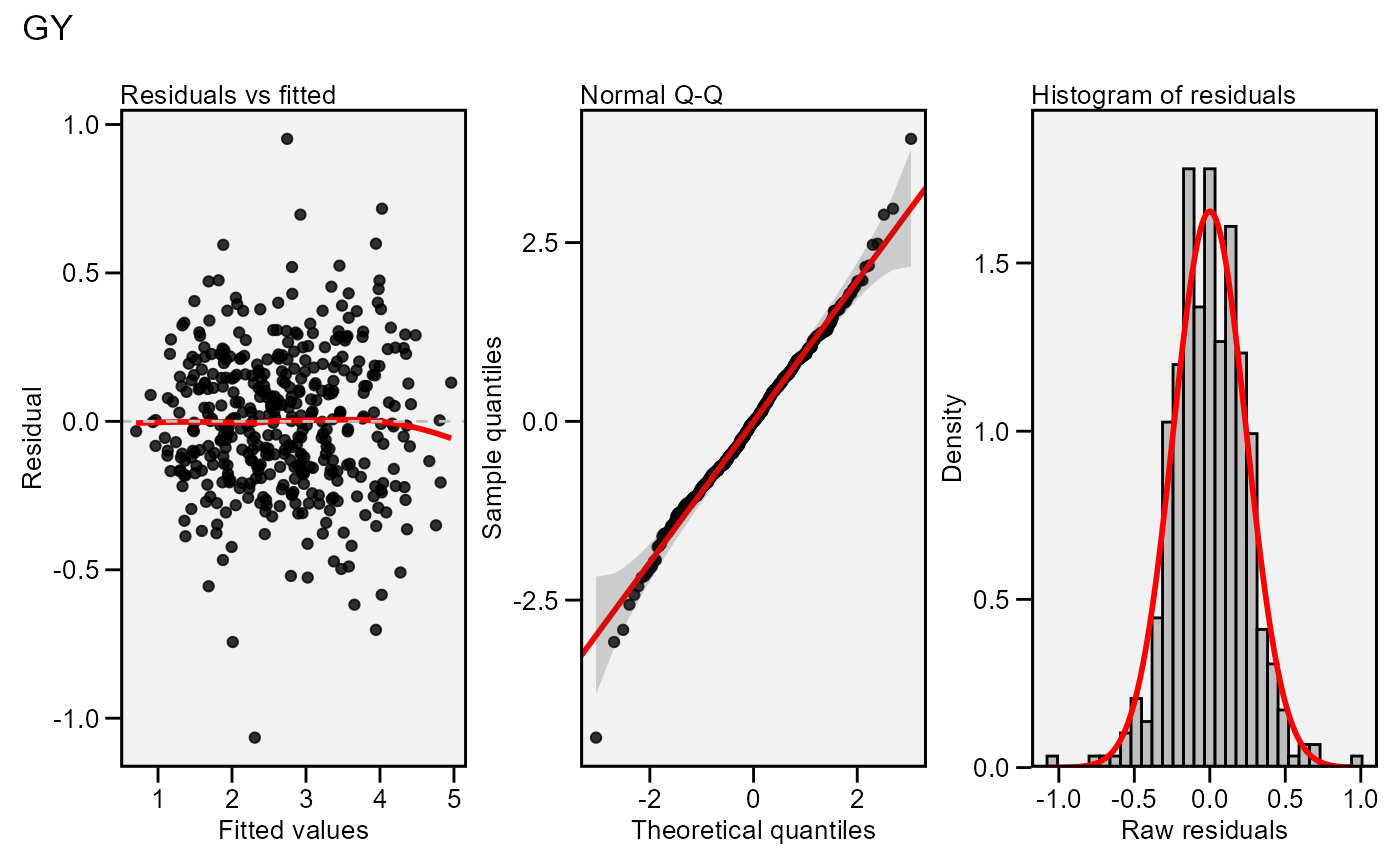 GY
Residuals vs fitted
1.0
0.5
0.0
-0.5
-1.0
Residual
1 2 3 4 5
Fitted values
Normal Q-Q
2.5
0.0
-2.5
Sample quantiles
-2 0 2
Theoretical quantiles
Histogram of residuals
1.5
1.0
0.5
0.0
Density
-1.0 -0.5 0.0 0.5 1.0
Raw residuals